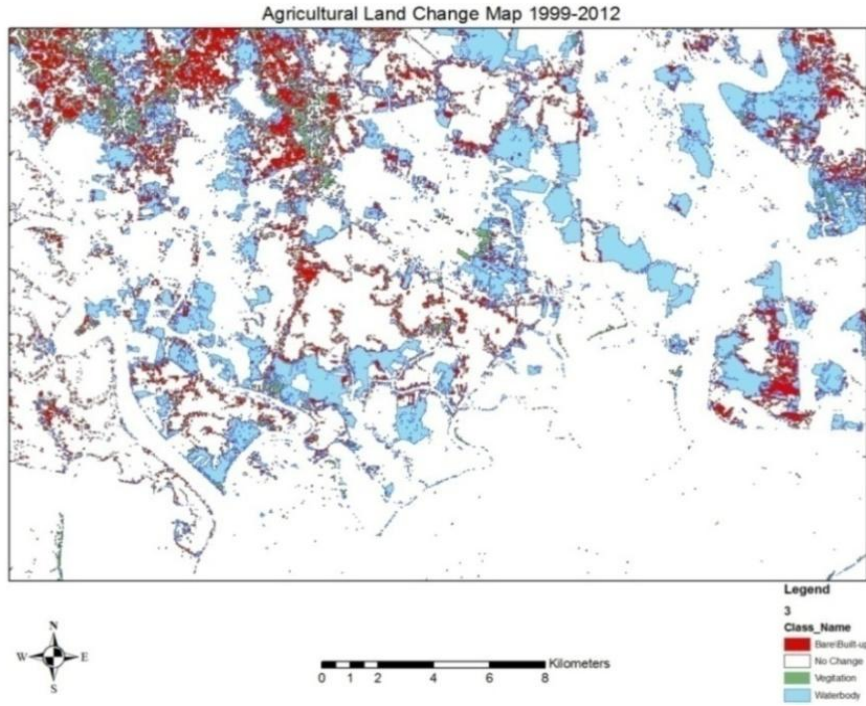 Agricultural Land Change Map 1999-2012
Legend
3
Class_Name
Bare\Built-up
No Change
Vegitation
Waterbody
N
W E
S
Kilometers
0 1 2 4 6 8